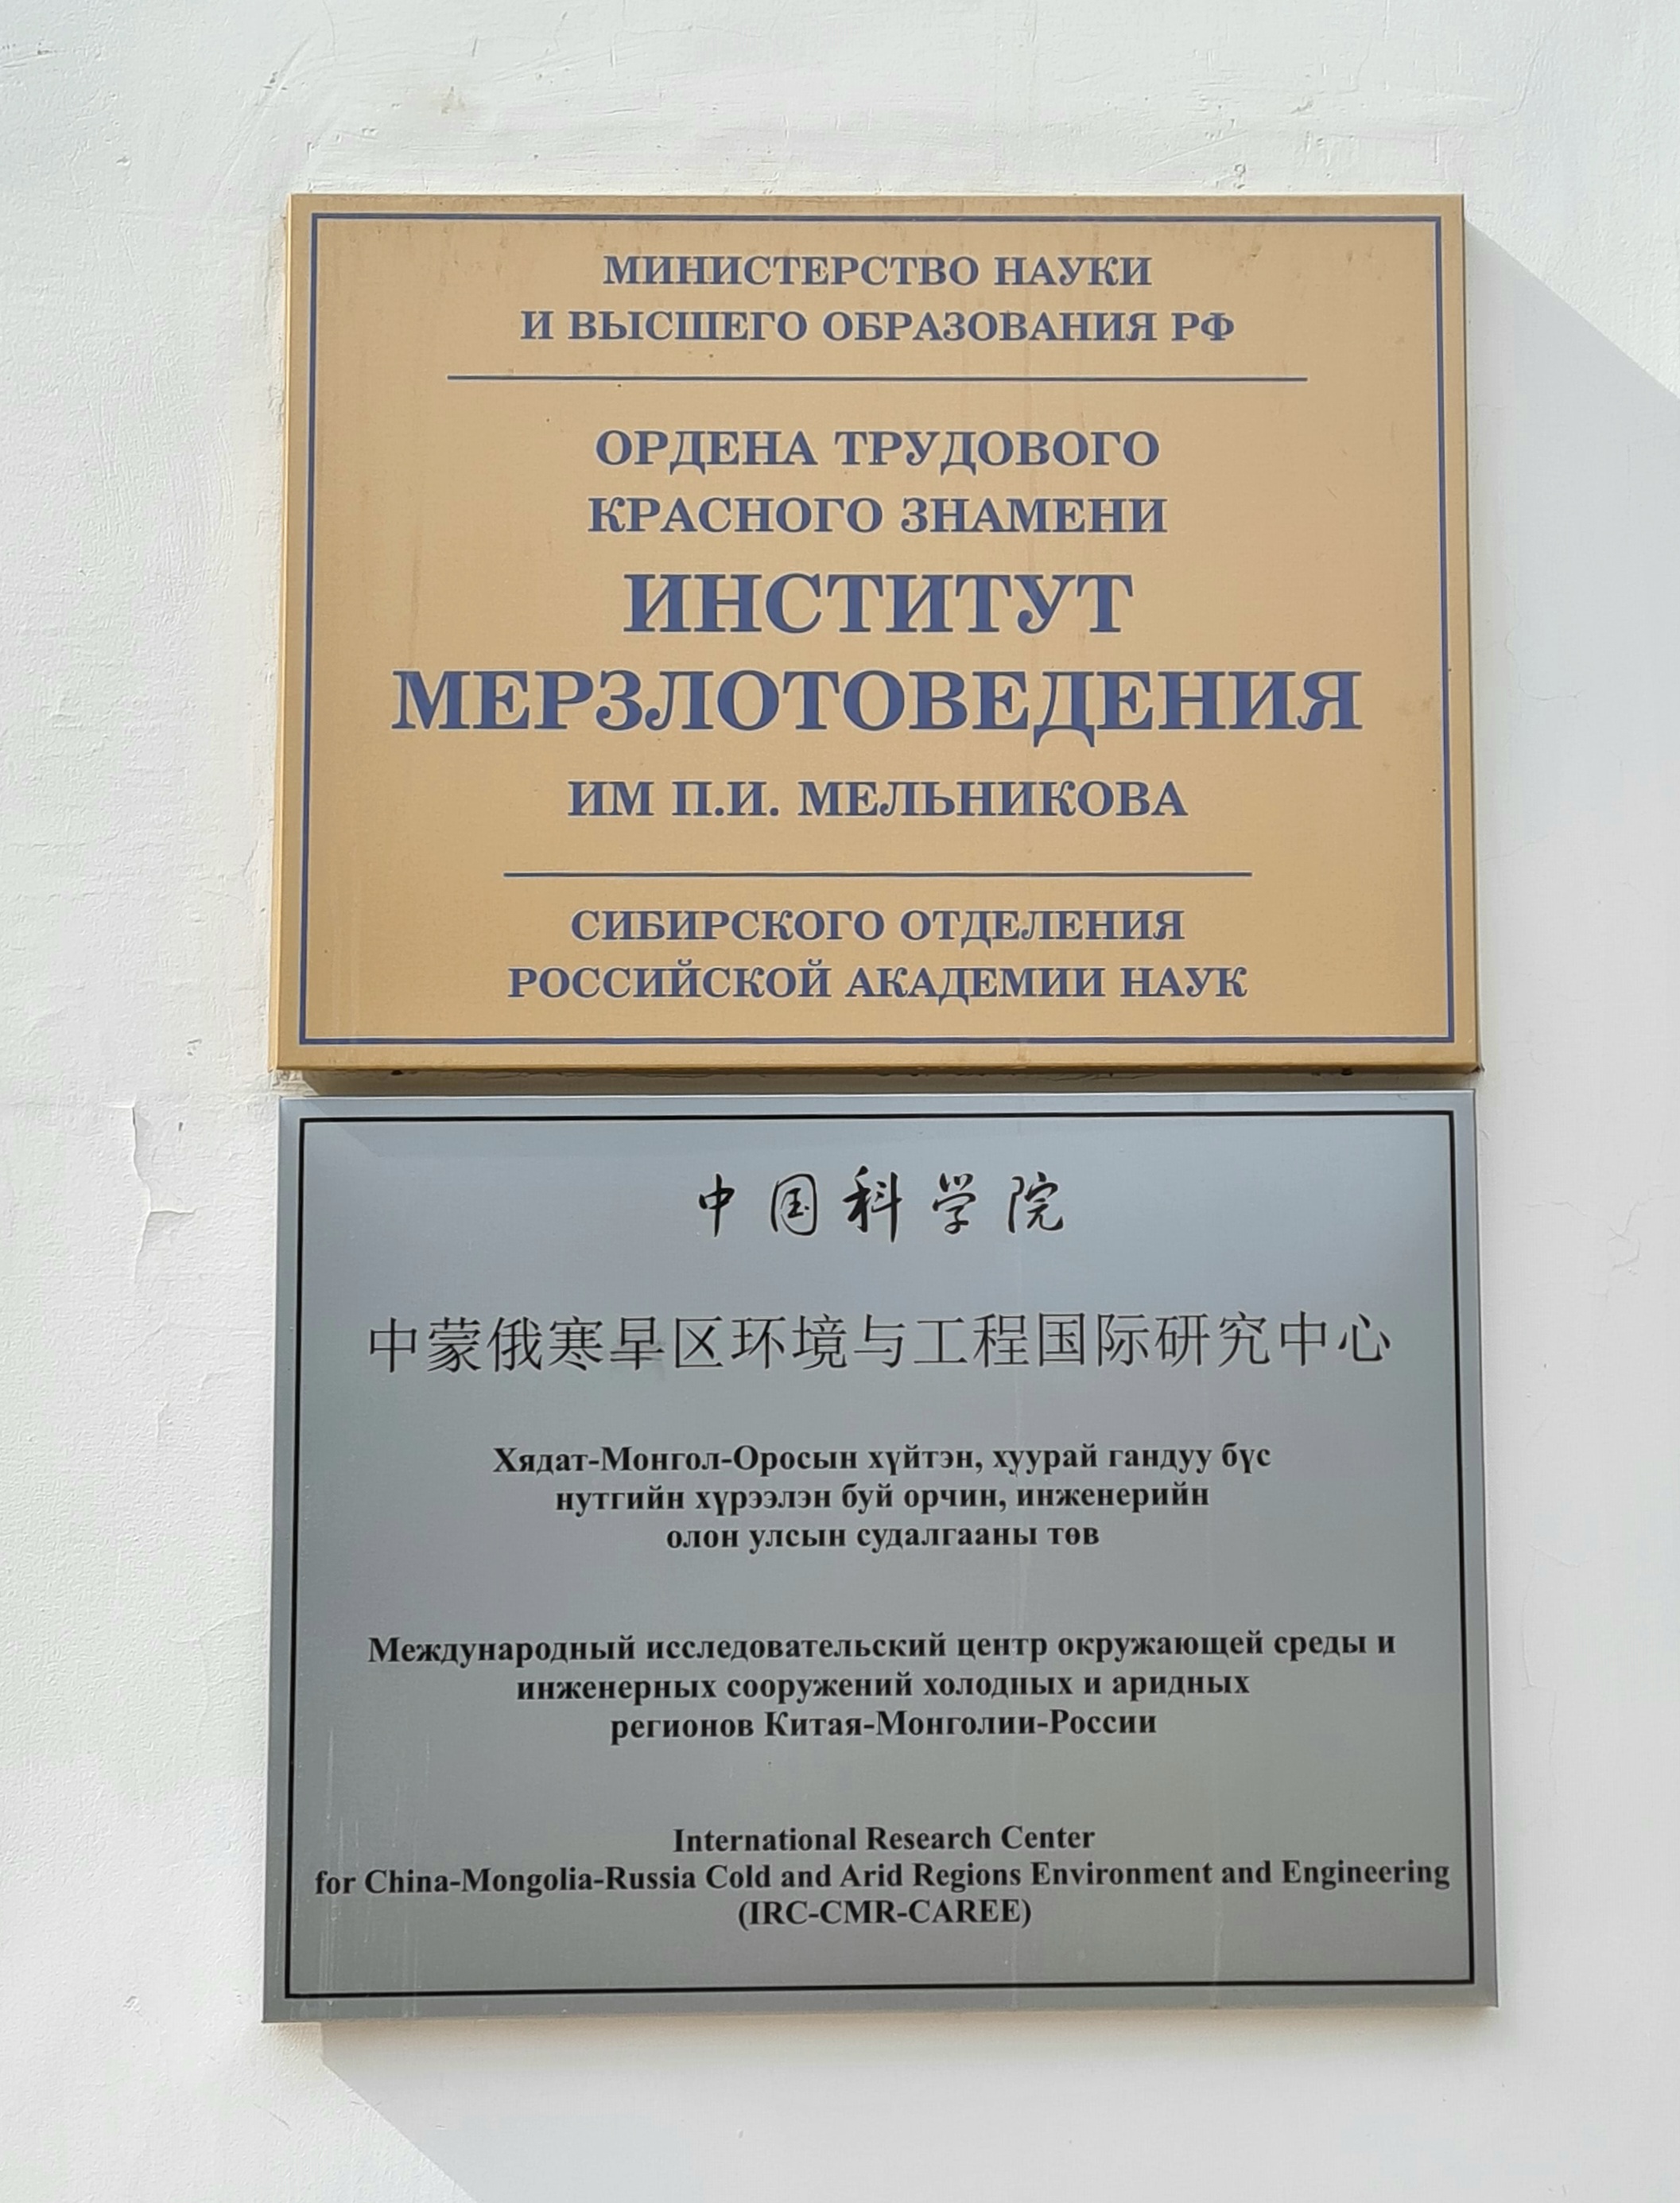 МИНИСТЕРСТВО НАУКИ
И ВЫСШЕГО ОБРАЗОВАНИЯ РФ
ОРДЕНА ТРУДОВОГО
КРАСНОГО ЗНАМЕНИ
ИНСТИТУТ
МЕРЗЛОТОВЕДЕНИЯ
ИМ П.И. МЕЛЬНИКОВА
СИБИРСКОГО ОТДЕЛЕНИЯ
РОССИЙСКОЙ АКАДЕМИИ НАУК
中国科学院
中蒙俄寒旱区环境与工程国际研究中心
Хядат-Монгол-Оросын хүйтэн, хуурай гандуу бүс
нутгийн хүрээлэн буй орчин, инженерийн
олон улсын судалгааны төв
Международный исследовательский центр окружающей среды и
инженерных сооружений холодных и аридных
регионов Китая-Монголии-России
International Research Center
for China-Mongolia-Russia Cold and Arid Regions Environment and Engineering
(IRC-CMR-CAREE)